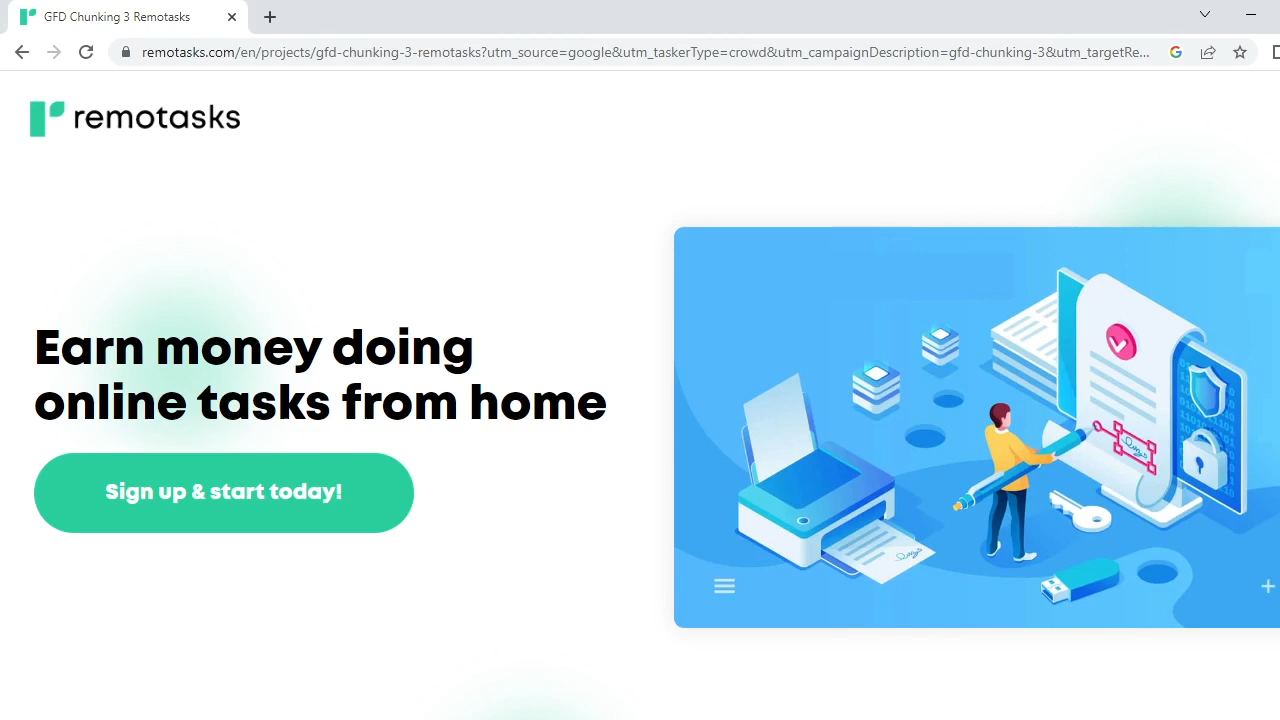 GFD Chunking 3 Remotasks
remotasks.com/en/projects/gfd-chunking-3-remotasks?utm_source=google&utm_taskerType=crowd&utm_campaignDescription=gfd-chunking-3&utm_targetRe...
remotasks
Earn money doing
online tasks from home
Sign up & start today!